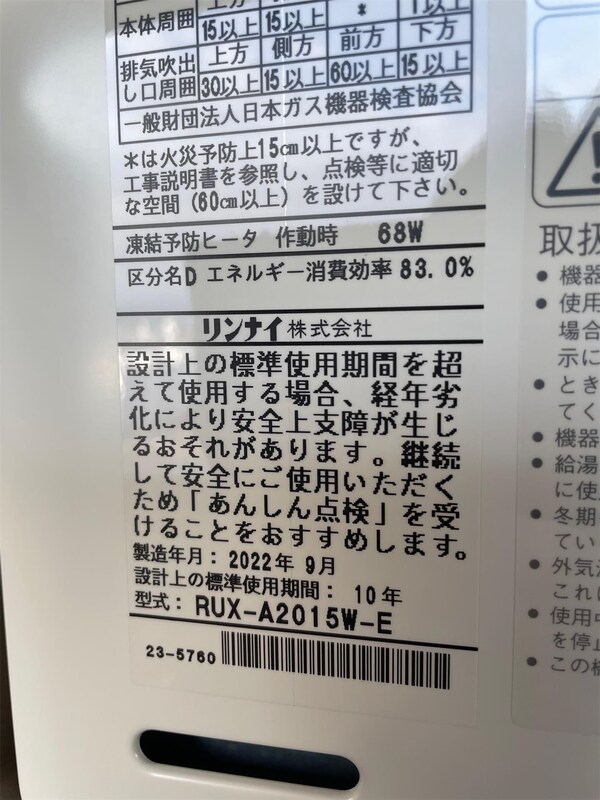 本体周囲 上方 15以上 15以上 * 1以上
排気吹出し口周囲 上方 側方 前方 下方
30以上 15以上 60以上 15以上
一般財団法人日本ガス機器検査協会
*は火災予防上15cm以上ですが、
工事説明書を参照し、点検等に適切
な空間(60cm以上)を設けて下さい。
凍結予防ヒータ 作動時 68W
区分名D エネルギー消費効率 83.0%
リンナイ株式会社
設計上の標準使用期間を超
えて使用する場合、経年劣
化により安全上支障が生じ
るおそれがあります。継続
して安全にご使用いただく
ため「あんしん点検」を受
けることをおすすめします。
製造年月: 2022年 9月
設計上の標準使用期間: 10年
型式: RUX-A2015W-E
23-5760
取扱
●機器
●使用
場合
示に
●とき
てく
●機器
●給湯
に使
●冬期
てい
●外気
これ
●使用中
を停止
●この機